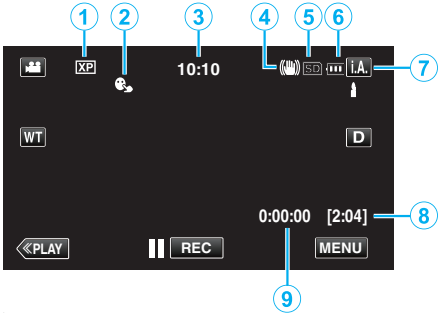 1 2 3 4 5 6
XP 10:10 SD i.A. 7
WT D
0:00:00 [2:04] 8
≪PLAY REC MENU
9